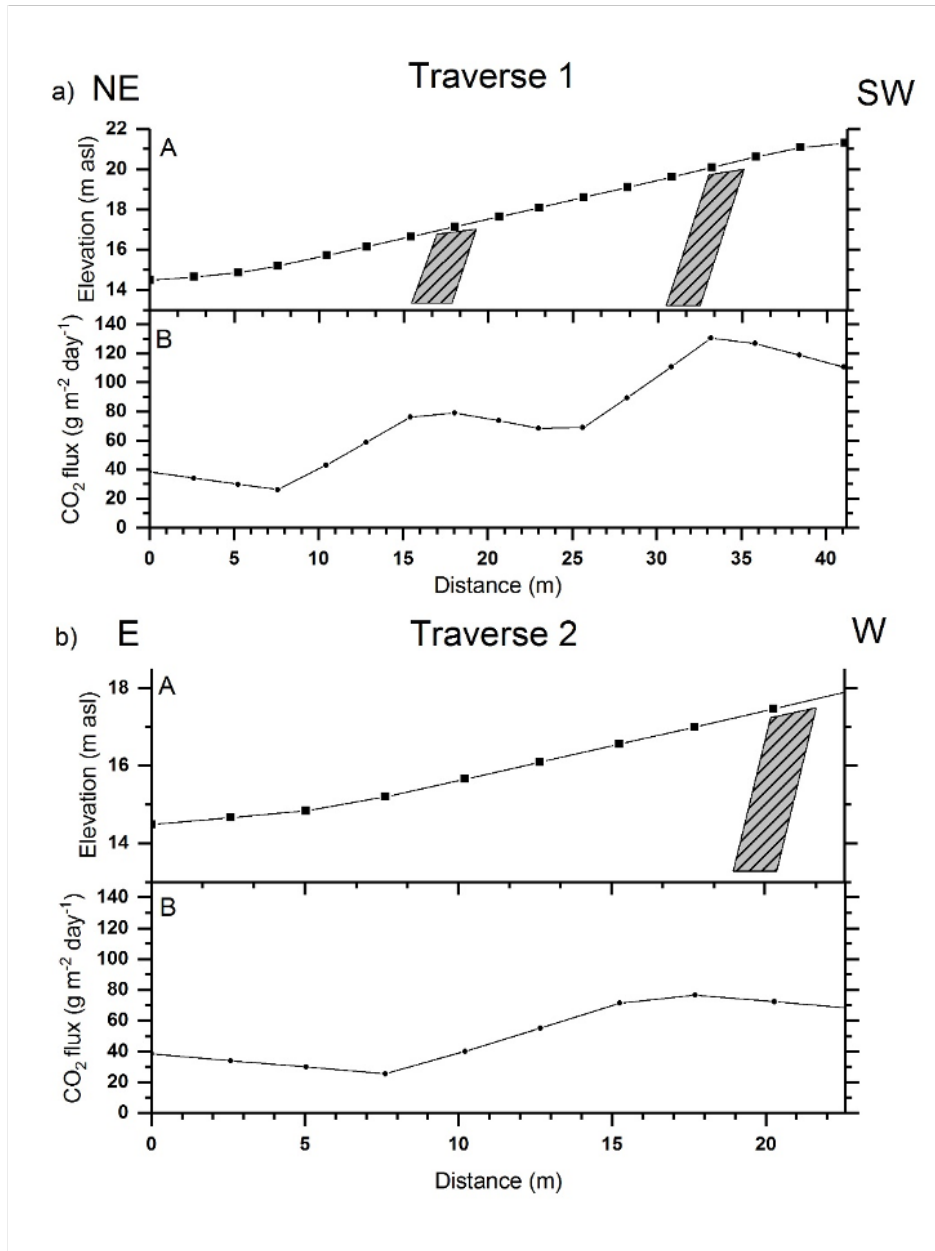 a) NE Traverse 1 SW
A
Elevation (m asl)
22
20
18
16
14
B
CO₂ flux (g m⁻² day⁻¹)
140
120
100
80
60
40
20
0
0 5 10 15 20 25 30 35 40
Distance (m)
b) E Traverse 2 W
A
Elevation (m asl)
18
16
14
B
CO₂ flux (g m⁻² day⁻¹)
140
120
100
80
60
40
20
0
0 5 10 15 20
Distance (m)